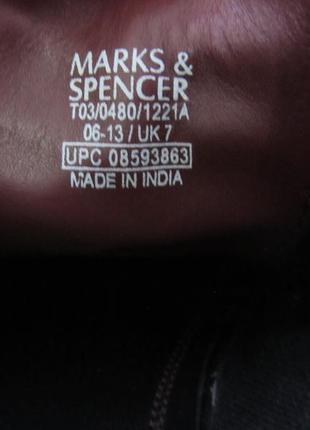 MARKS &
SPENCER
T03/0480/1221A
06-13 / UK 7
UPC 08593863
MADE IN INDIA